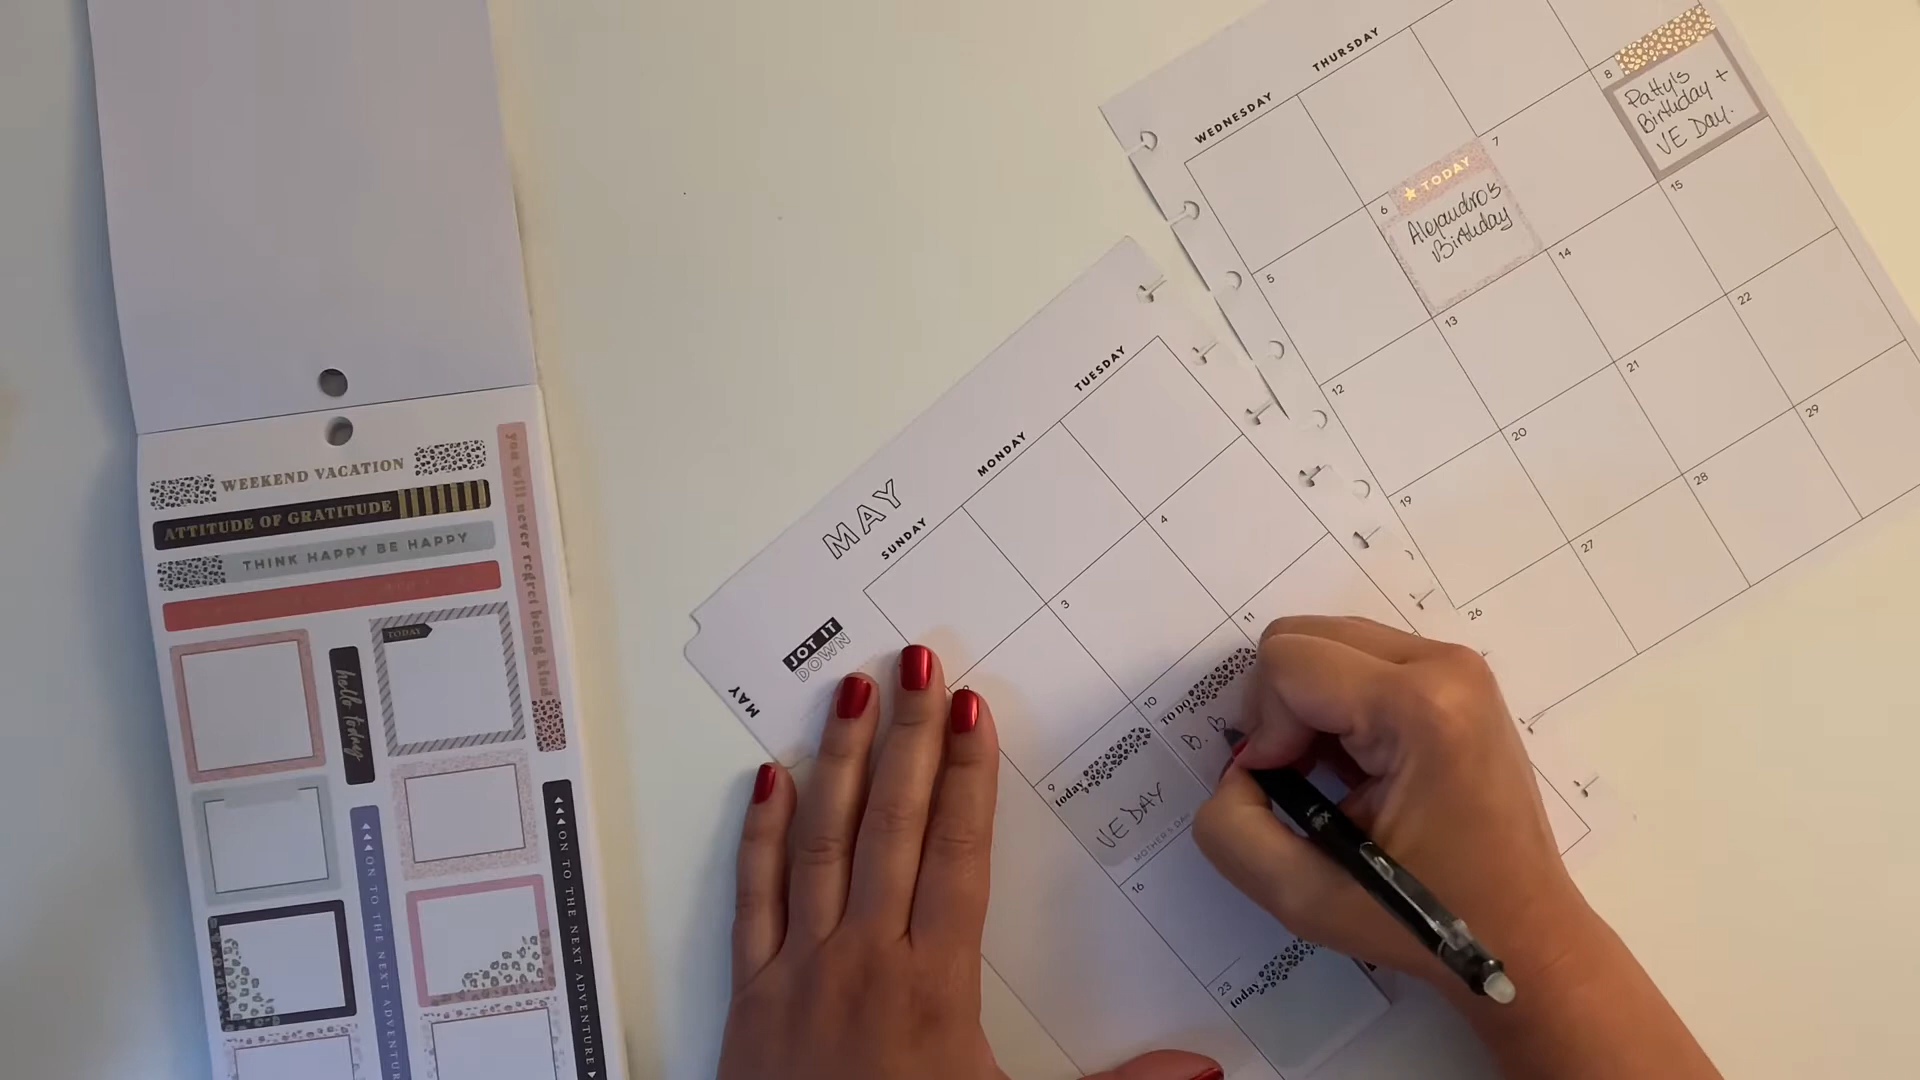 WEEKEND VACATION
ATTITUDE OF GRATITUDE
THINK HAPPY BE HAPPY
you will never regret being kind
TODAY
hello today
ON TO THE NEXT ADVENTURE
ON TO THE NEXT ADVENTURE
MAY
SUNDAY
MONDAY
TUESDAY
JOT IT
DOWN
MAY
3
4
9
10
11
today
VE DAY
MOTHER'S DAY
TO DO
B. B
16
23
today
WEDNESDAY
THURSDAY
5
6
7
8
TODAY
Alejandro's
Birthday
Patty's
Birthday +
VE Day.
12
13
14
15
19
20
21
22
26
27
28
29